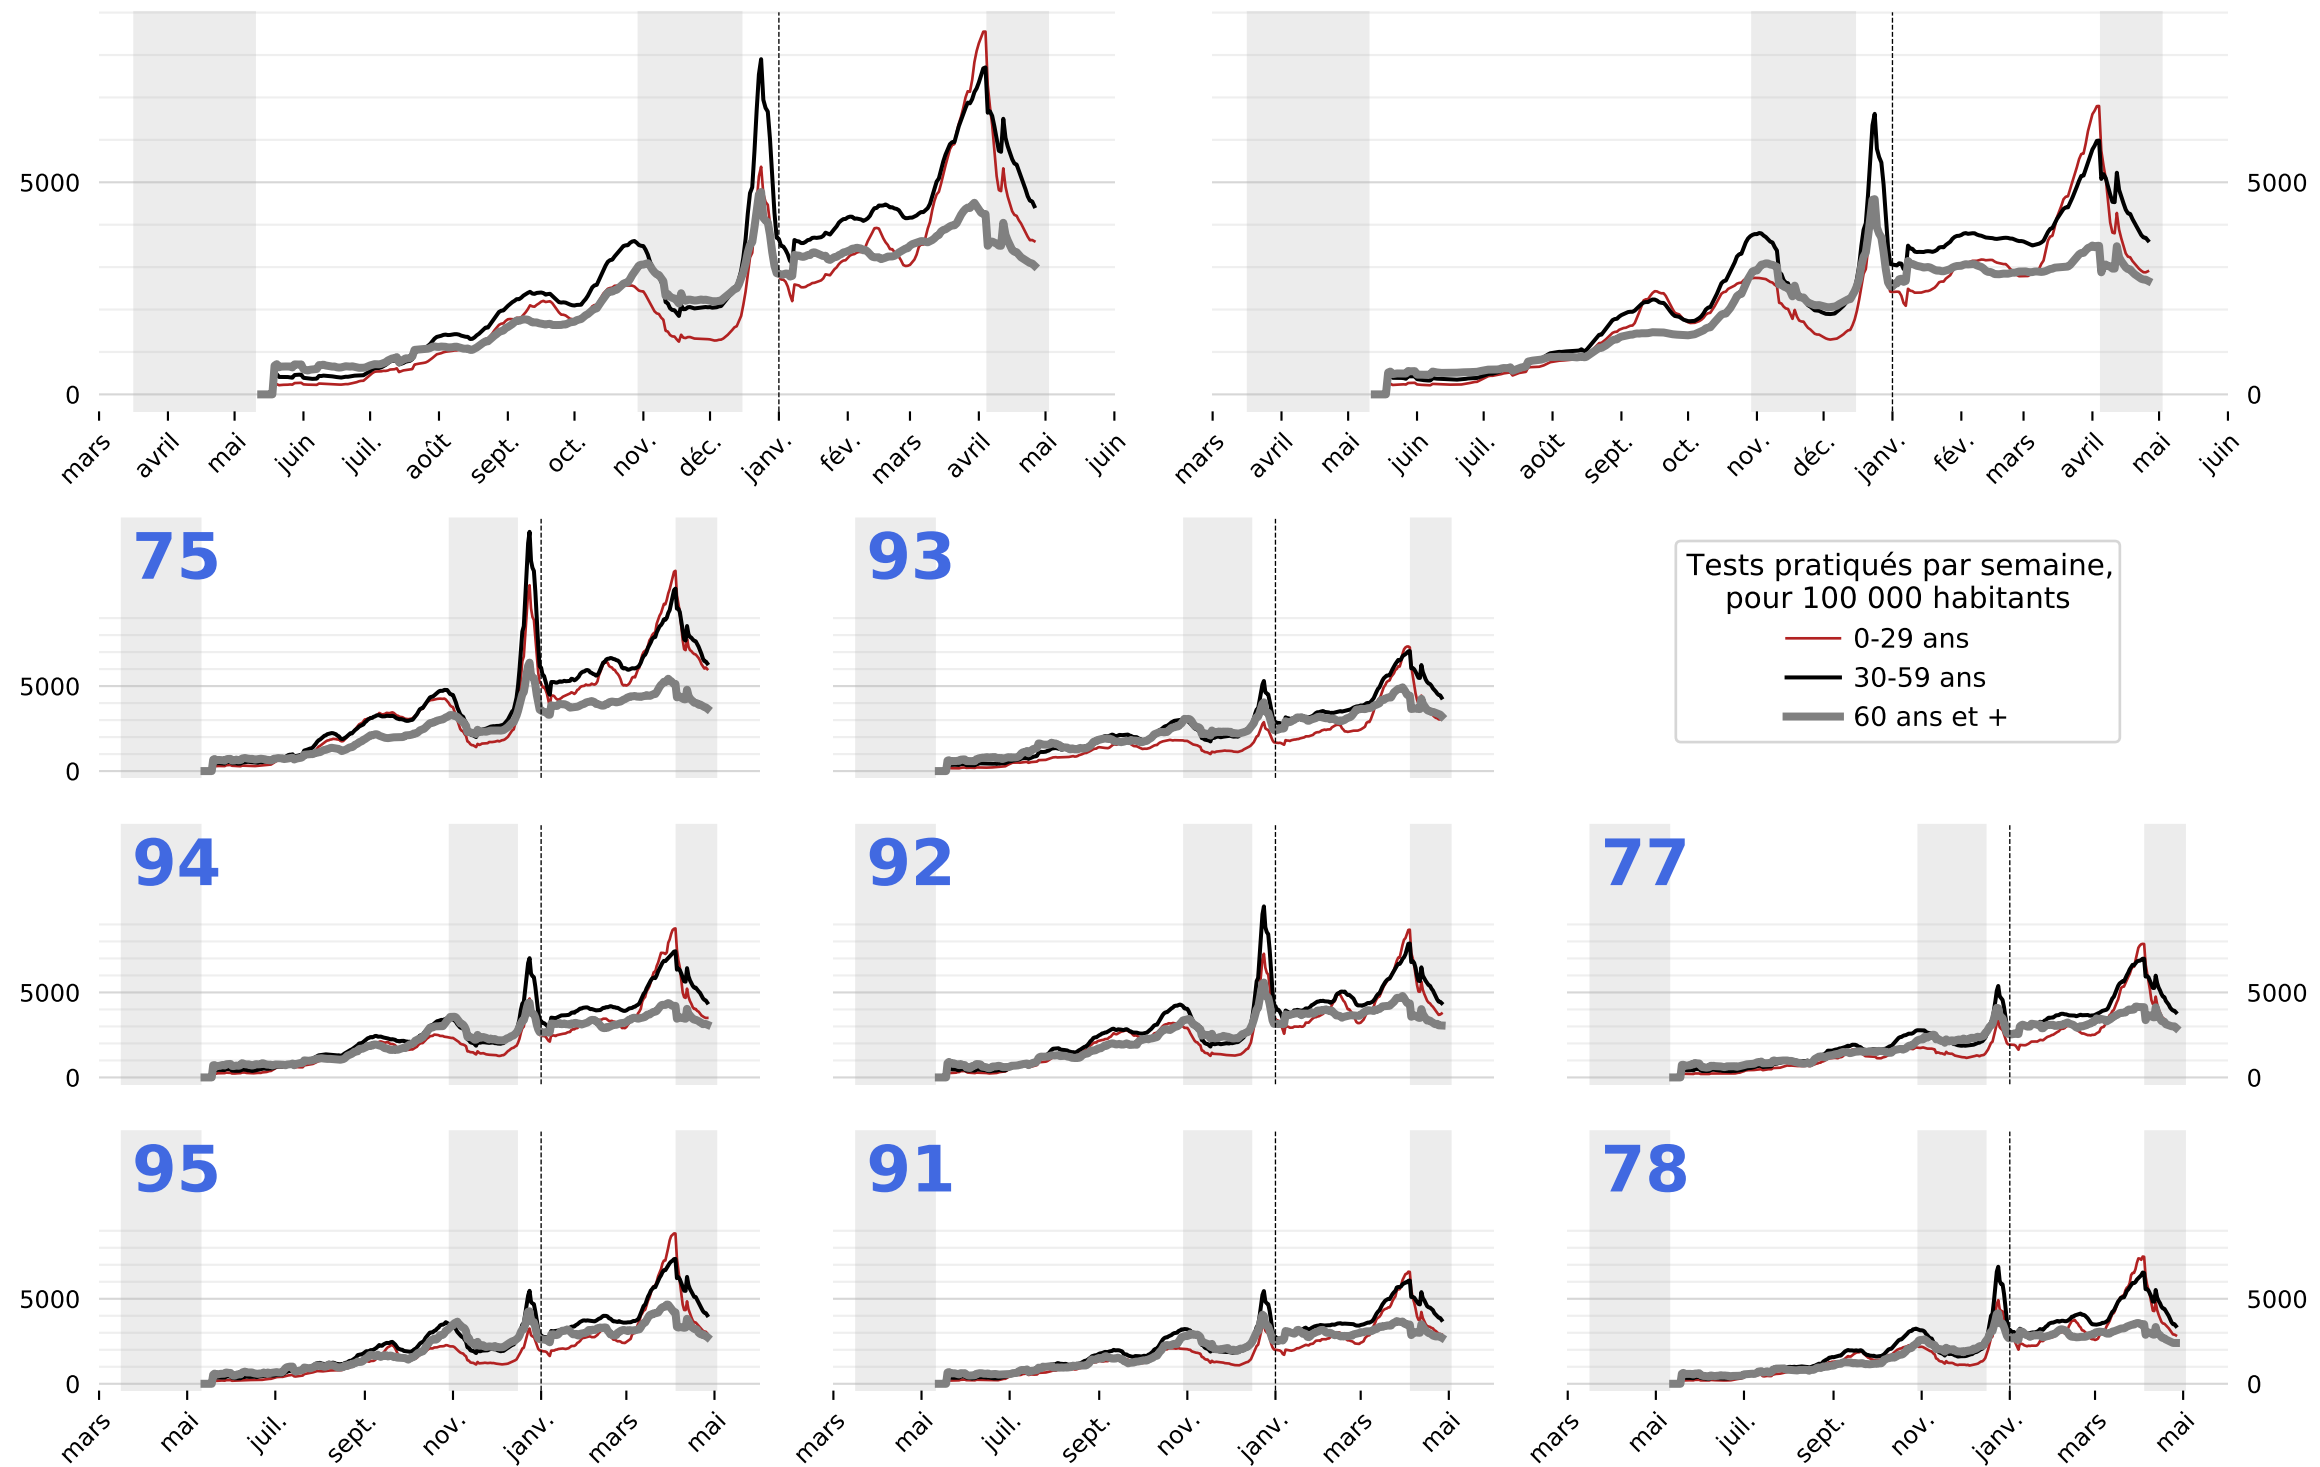 5000
0
mars avril mai juin juil. août sept. oct. nov. déc. janv. fév. mars avril mai juin
5000
0
mars avril mai juin juil. août sept. oct. nov. déc. janv. fév. mars avril mai juin
75
5000
0
93
Tests pratiqués par semaine,
pour 100 000 habitants
0-29 ans
30-59 ans
60 ans et +
94
5000
0
92
77
5000
0
95
5000
0
mars mai juil. sept. nov. janv. mars mai
91
mars mai juil. sept. nov. janv. mars mai
78
5000
0
mars mai juil. sept. nov. janv. mars mai